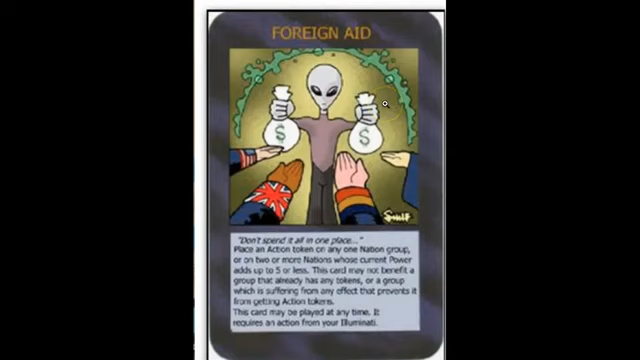 FOREIGN AID
$
$
"Don't spend it all in one place..."
Place an Action token on any one Nation group,
or on two or more Nations whose current Power
adds up to 5 or less. This card may not benefit a
group that already has any tokens, or a group
which is suffering from any effect that prevents it
from getting Action tokens.
This card may be played at any time. It
requires an action from your Illuminati.